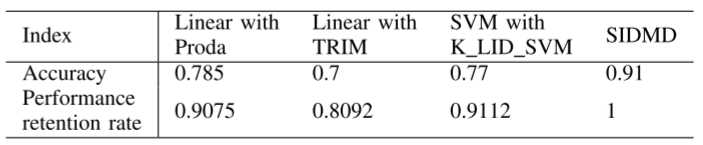 Index Linear with Proda Linear with TRIM SVM with K_LID_SVM SIDMD
Accuracy 0.785 0.7 0.77 0.91
Performance retention rate 0.9075 0.8092 0.9112 1